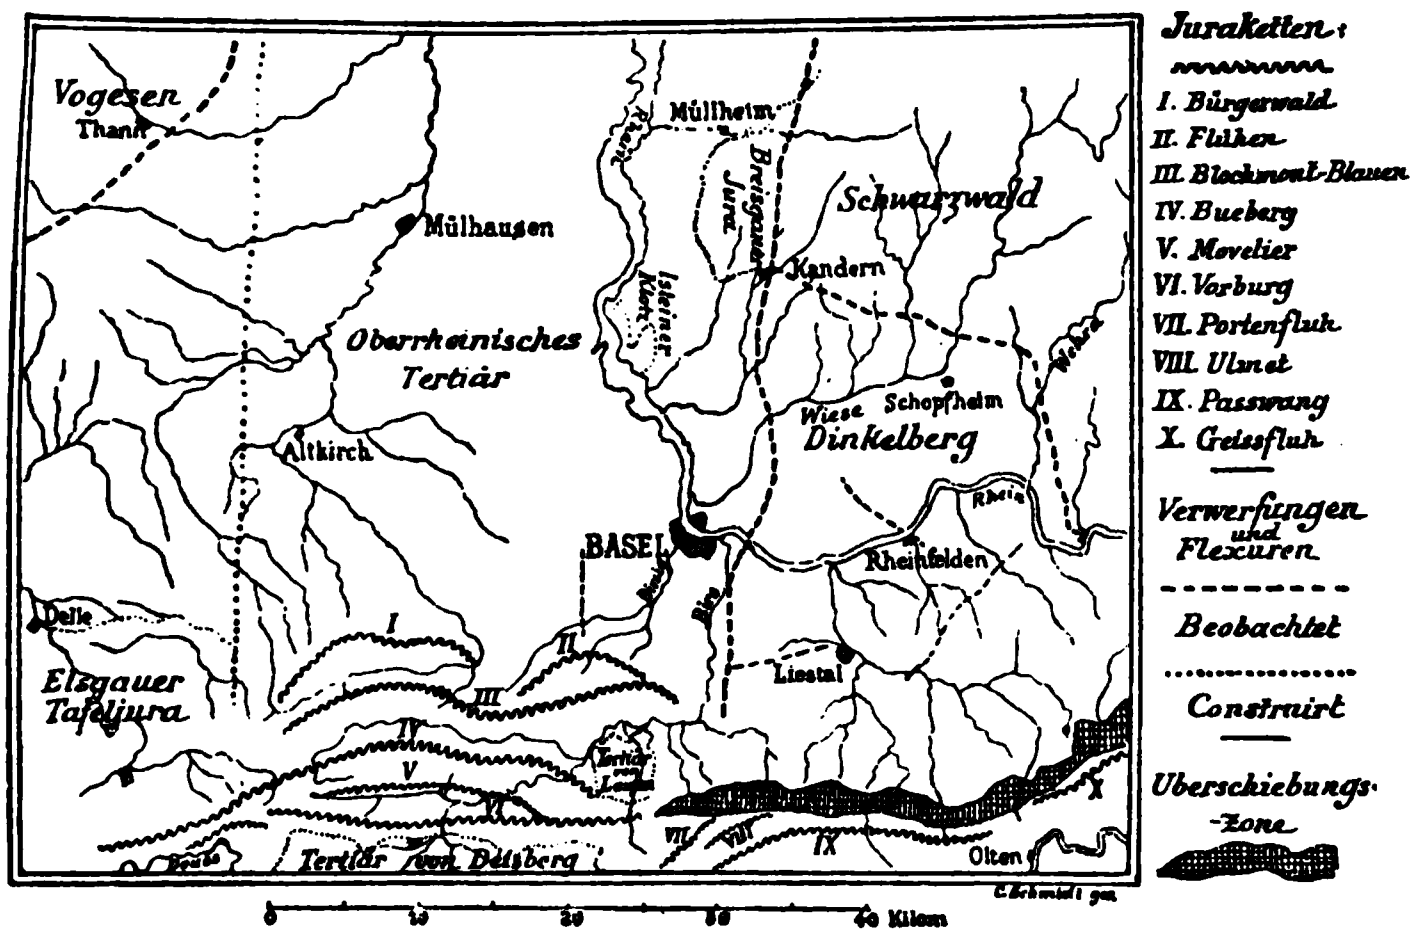 Vogesen
Thann
Mülhausen
Rhein
Müllheim
Breisgauer
Jura
Schwarzwald
Kandern
Isteiner
Klotz
Oberrheinisches
Tertiär
Wehra
Wiese
Schopfheim
Dinkelberg
Altkirch
Rhein
BASEL
Rheinfelden
Birsig
Birs
Delle
I
II
Liestal
Elsgauer
Tafeljura
III
IV
Tertiär
von
Laufen
V
VI
VII
VIII
IX
X
Doubs
Tertiär von Delsberg
Olten
C. Schmidt gez.
0 10 20 30 40 Kilom
Juraketten:
I. Bürgerwald
II. Flühen
III. Blochmont-Blauen
IV. Bueberg
V. Movelier
VI. Vorburg
VII. Portenfluh
VIII. Ulmet
IX. Passwang
X. Geissfluh
Verwerfungen
und
Flexuren
Beobachtet
Construirt
Uberschiebungs-
-zone